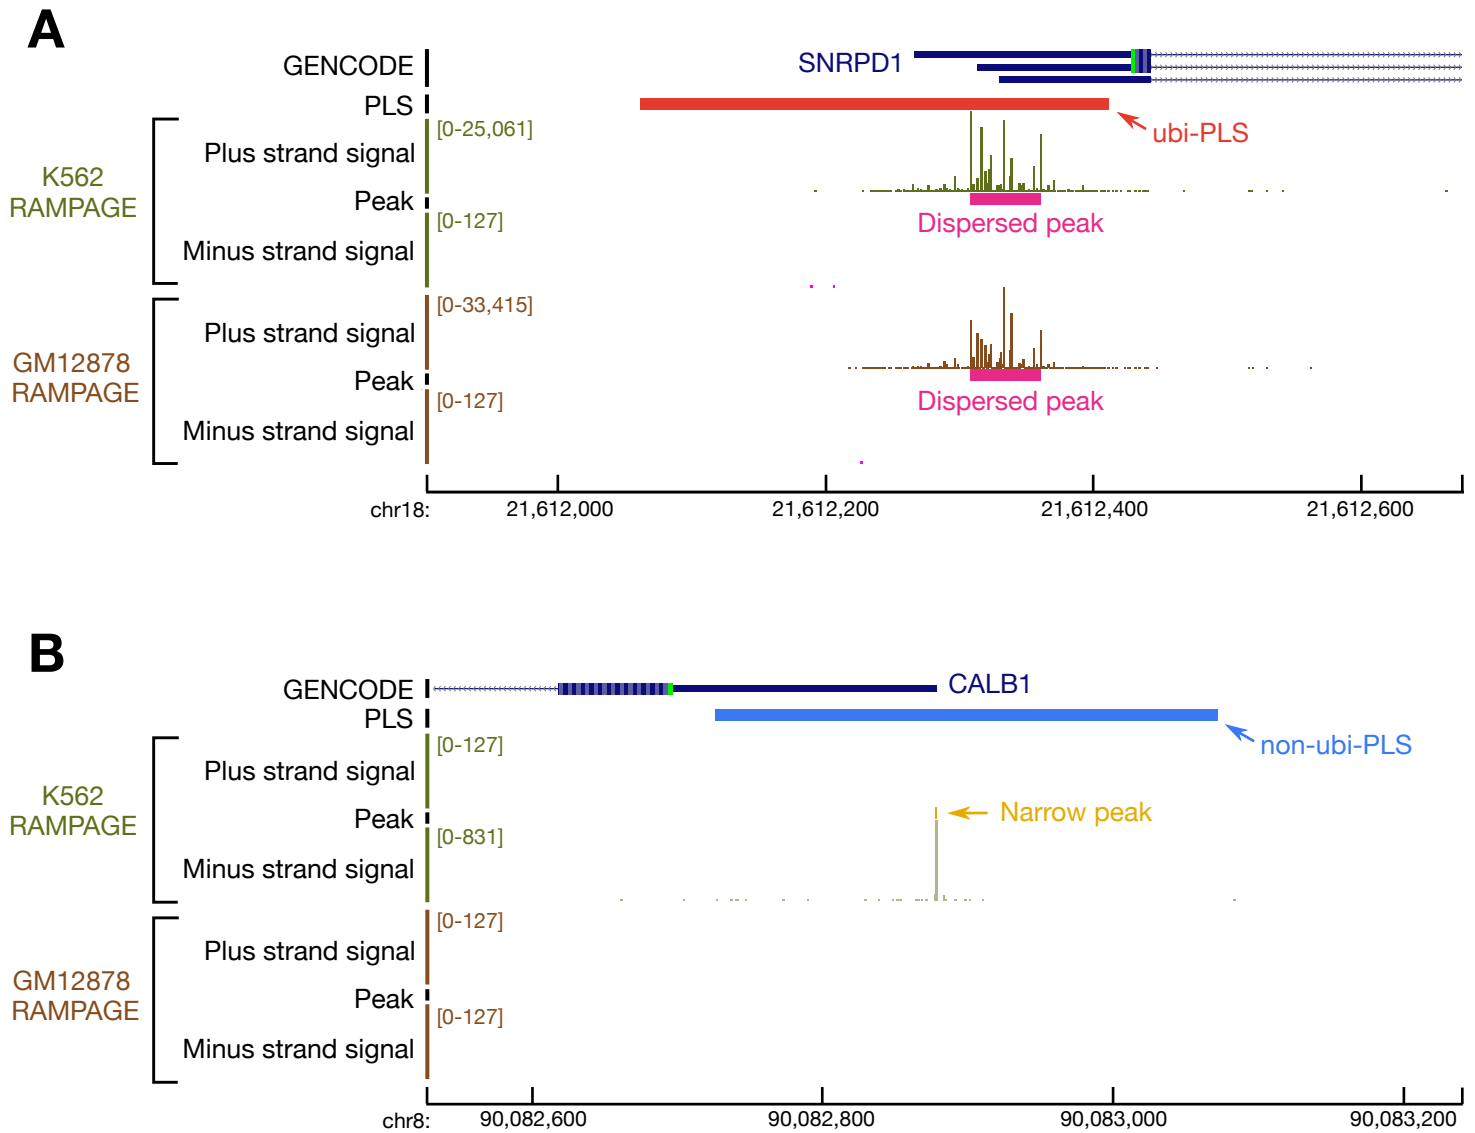 A
GENCODE
SNRPD1
PLS
ubi-PLS
K562
RAMPAGE
[0-25,061]
Plus strand signal
Peak
Dispersed peak
[0-127]
Minus strand signal
GM12878
RAMPAGE
[0-33,415]
Plus strand signal
Peak
Dispersed peak
[0-127]
Minus strand signal
chr18:
21,612,000
21,612,200
21,612,400
21,612,600
B
GENCODE
CALB1
PLS
non-ubi-PLS
K562
RAMPAGE
[0-127]
Plus strand signal
Peak
Narrow peak
[0-831]
Minus strand signal
GM12878
RAMPAGE
[0-127]
Plus strand signal
Peak
[0-127]
Minus strand signal
chr8:
90,082,600
90,082,800
90,083,000
90,083,200